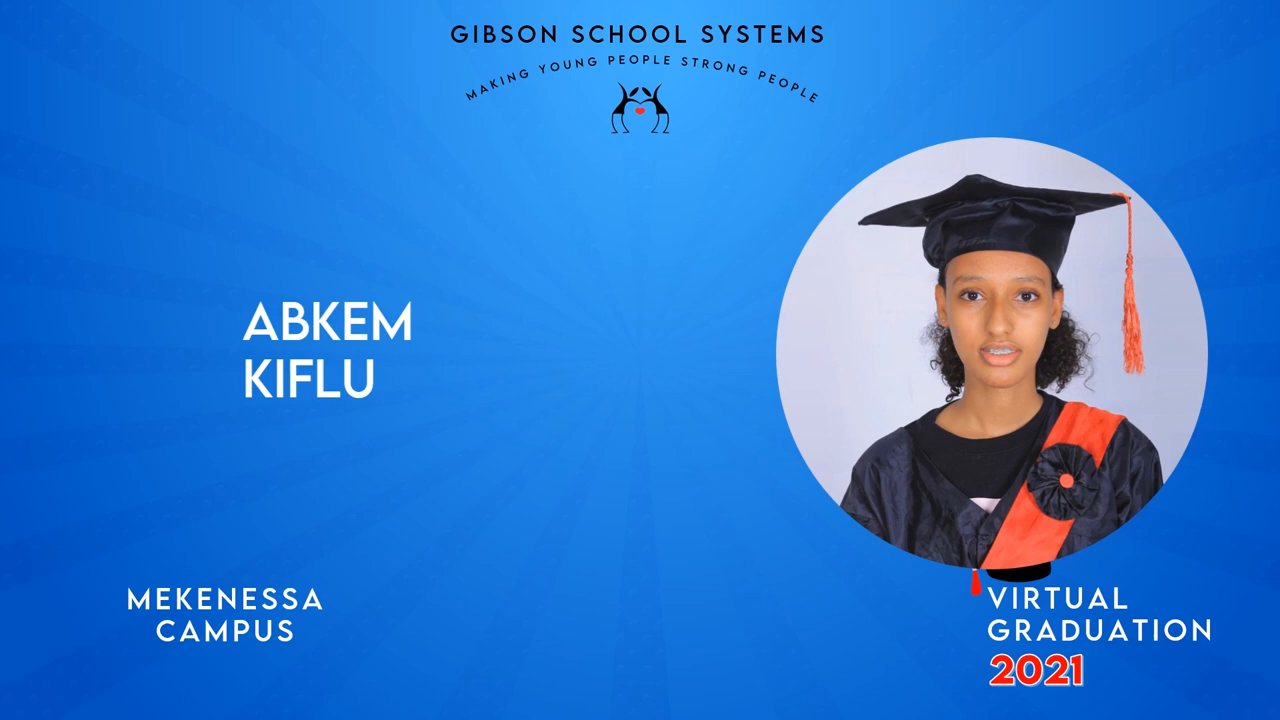 GIBSON SCHOOL SYSTEMS
MAKING YOUNG PEOPLE STRONG PEOPLE
ABKEM
KIFLU
MEKENESSA
CAMPUS
VIRTUAL
GRADUATION
2021